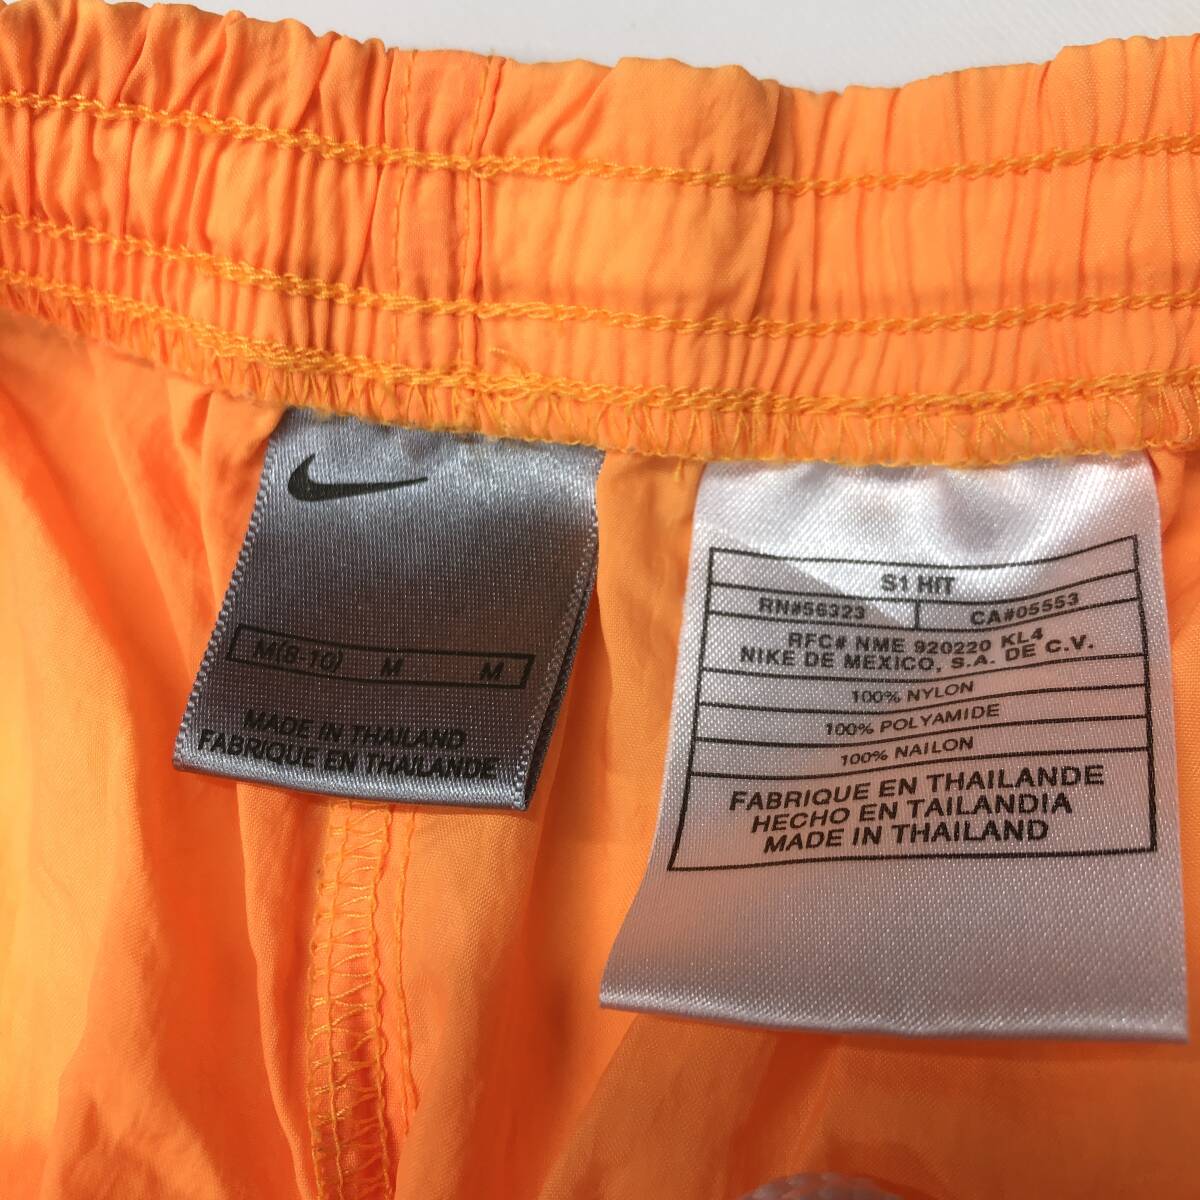 M(8-10) M M
MADE IN THAILAND
FABRIQUE EN THAILANDE
S1 HIT
RN#56323 CA#05553
RFC# NME 920220 KL4
NIKE DE MEXICO, S.A. DE C.V.
100% NYLON
100% POLYAMIDE
100% NAILON
FABRIQUE EN THAILANDE
HECHO EN TAILANDIA
MADE IN THAILAND